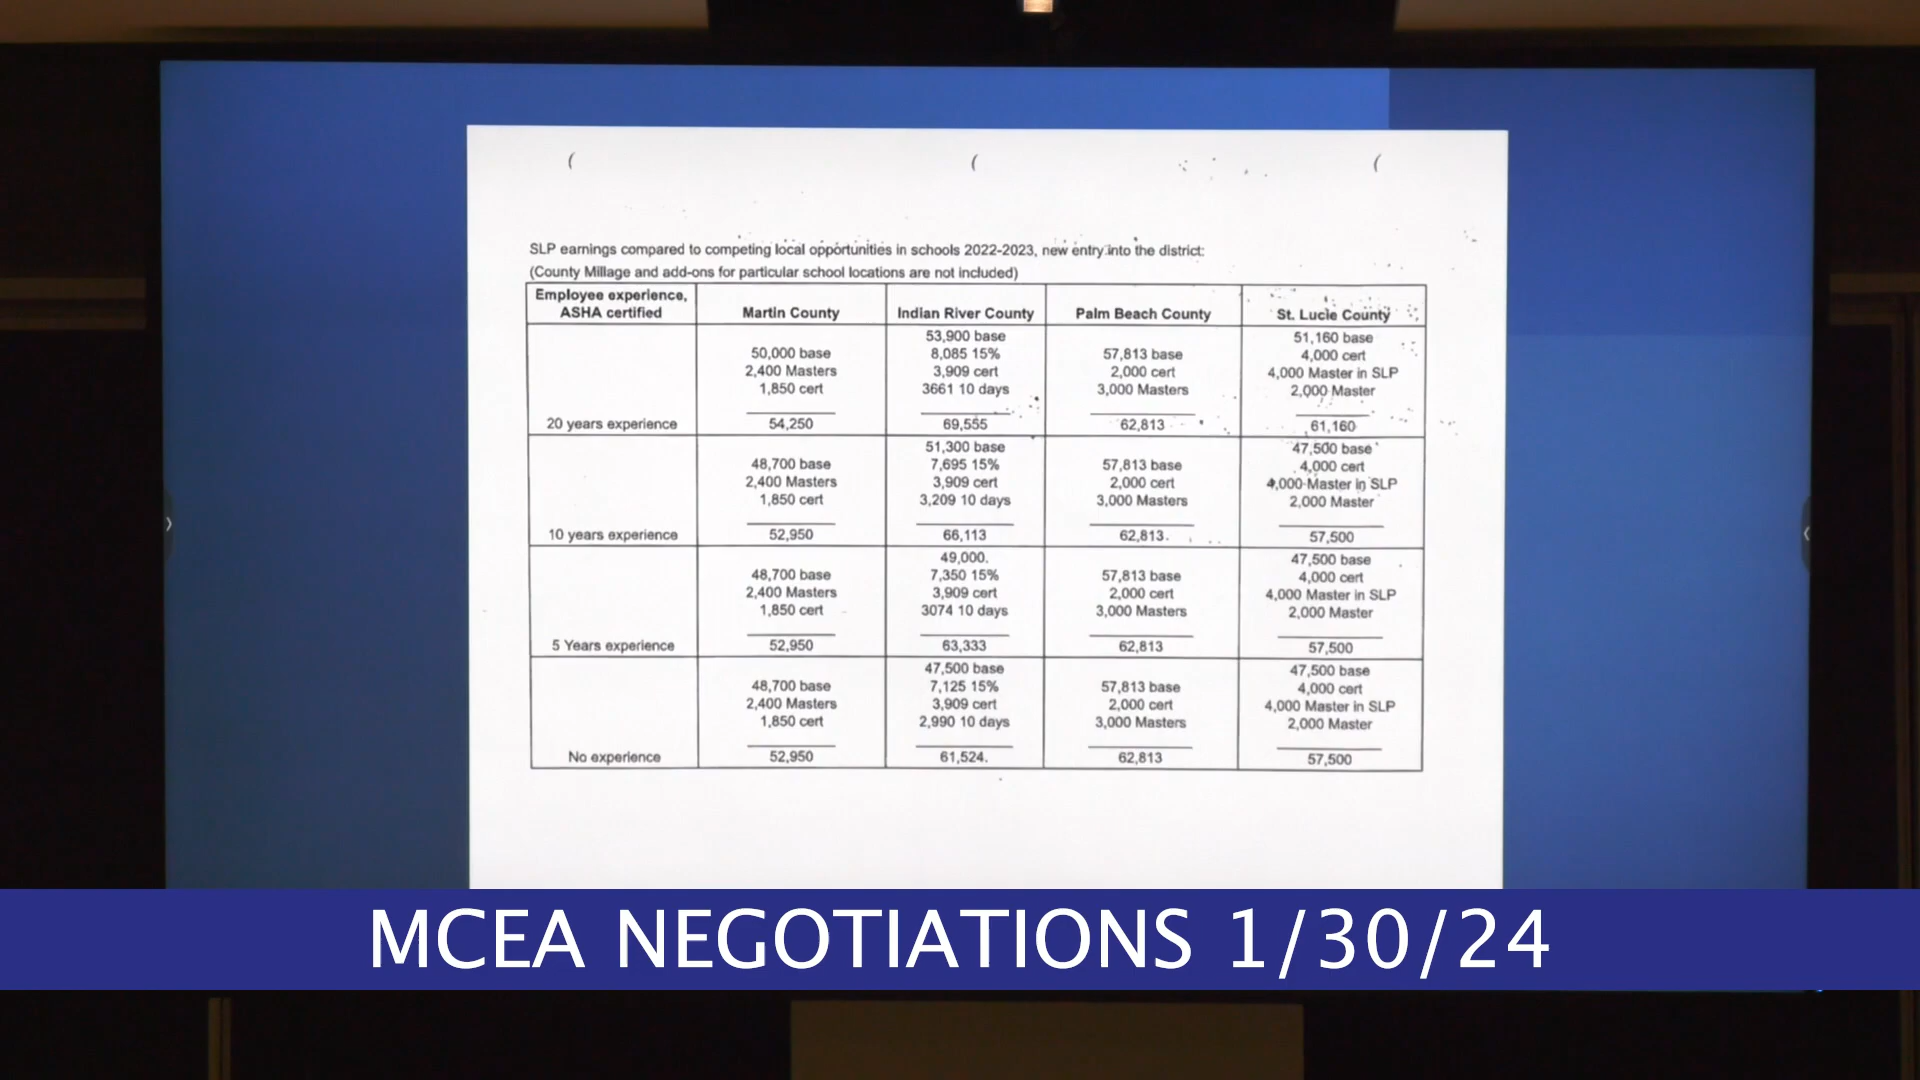 SLP earnings compared to competing local opportunities in schools 2022-2023, new entry into the district:
(County Millage and add-ons for particular school locations are not included)
Employee experience, ASHA certified
Martin County
Indian River County
Palm Beach County
St. Lucie County
20 years experience
50,000 base
2,400 Masters
1,850 cert
54,250
53,900 base
8,085 15%
3,909 cert
3661 10 days
69,555
57,813 base
2,000 cert
3,000 Masters
62,813
51,160 base
4,000 cert
4,000 Master in SLP
2,000 Master
61,160
10 years experience
48,700 base
2,400 Masters
1,850 cert
52,950
51,300 base
7,695 15%
3,909 cert
3,209 10 days
66,113
57,813 base
2,000 cert
3,000 Masters
62,813.
47,500 base
4,000 cert
4,000 Master in SLP
2,000 Master
57,500
5 Years experience
48,700 base
2,400 Masters
1,850 cert
52,950
49,000.
7,350 15%
3,909 cert
3074 10 days
63,333
57,813 base
2,000 cert
3,000 Masters
62,813
47,500 base
4,000 cert
4,000 Master in SLP
2,000 Master
57,500
No experience
48,700 base
2,400 Masters
1,850 cert
52,950
47,500 base
7,125 15%
3,909 cert
2,990 10 days
61,524.
57,813 base
2,000 cert
3,000 Masters
62,813
47,500 base
4,000 cert
4,000 Master in SLP
2,000 Master
57,500
MCEA NEGOTIATIONS 1/30/24